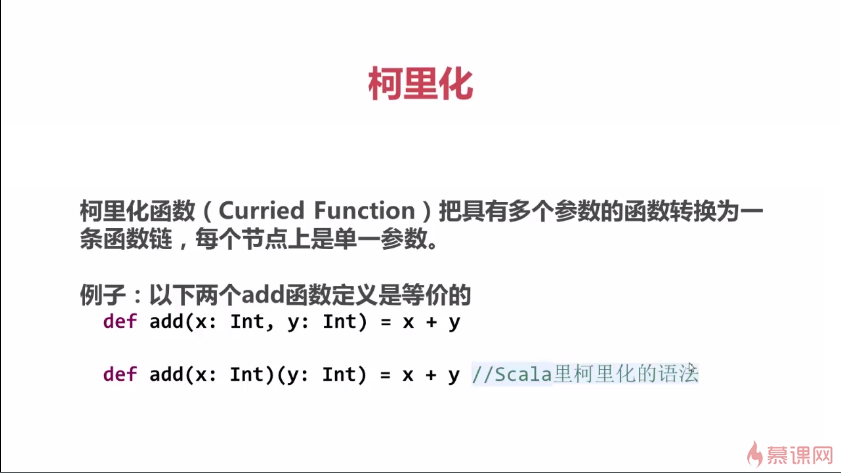 柯里化
柯里化函数（Curried Function）把具有多个参数的函数转换为一
条函数链，每个节点上是单一参数。
例子：以下两个add函数定义是等价的
def add(x: Int, y: Int) = x + y
def add(x: Int)(y: Int) = x + y //Scala里柯里化的语法
慕课网